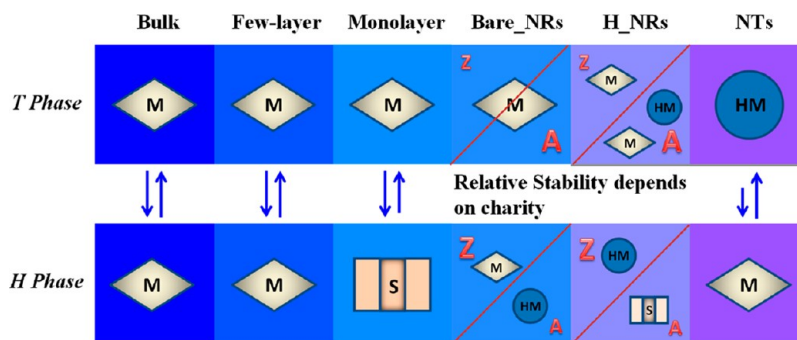 Bulk Few-layer Monolayer Bare_NRs H_NRs NTs
T Phase M M M Z M A Z M HM M A HM
Relative Stability depends
on charity
H Phase M M S Z M HM A Z HM S A M